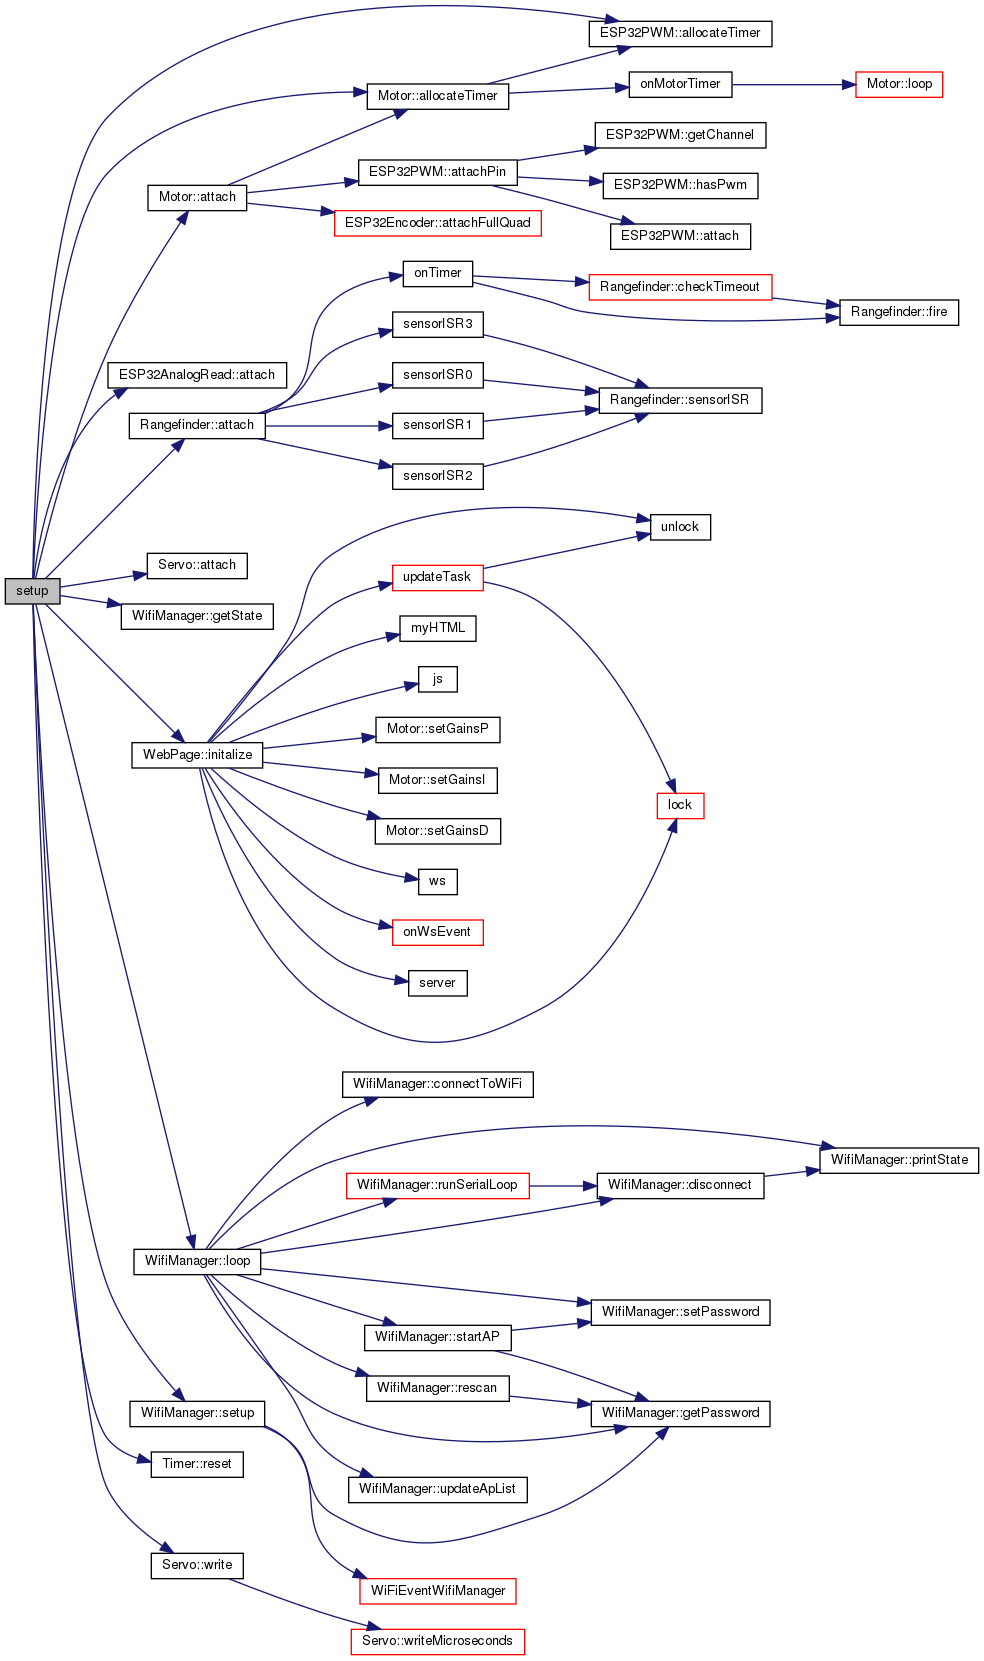 ESP32PWM::allocateTimer
onMotorTimer
Motor::loop
Motor::allocateTimer
ESP32PWM::getChannel
ESP32PWM::attachPin
ESP32PWM::hasPwm
Motor::attach
ESP32Encoder::attachFullQuad
ESP32PWM::attach
onTimer
Rangefinder::checkTimeout
Rangefinder::fire
sensorISR3
ESP32AnalogRead::attach
sensorISR0
Rangefinder::sensorISR
Rangefinder::attach
sensorISR1
sensorISR2
unlock
Servo::attach
updateTask
setup
WifiManager::getState
myHTML
js
Motor::setGainsP
WebPage::initalize
Motor::setGainsI
lock
Motor::setGainsD
ws
onWsEvent
server
WifiManager::connectToWiFi
WifiManager::printState
WifiManager::runSerialLoop
WifiManager::disconnect
WifiManager::loop
WifiManager::setPassword
WifiManager::startAP
WifiManager::rescan
WifiManager::setup
WifiManager::getPassword
Timer::reset
WifiManager::updateApList
Servo::write
WiFiEventWifiManager
Servo::writeMicroseconds